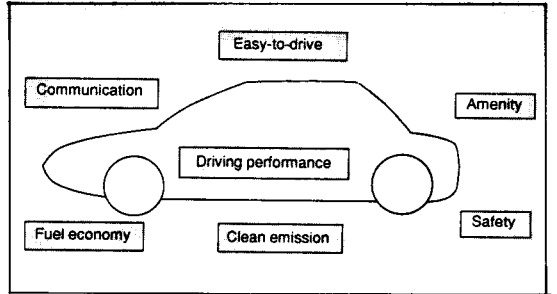 Easy-to-drive
Communication
Amenity
Driving performance
Fuel economy
Clean emission
Safety